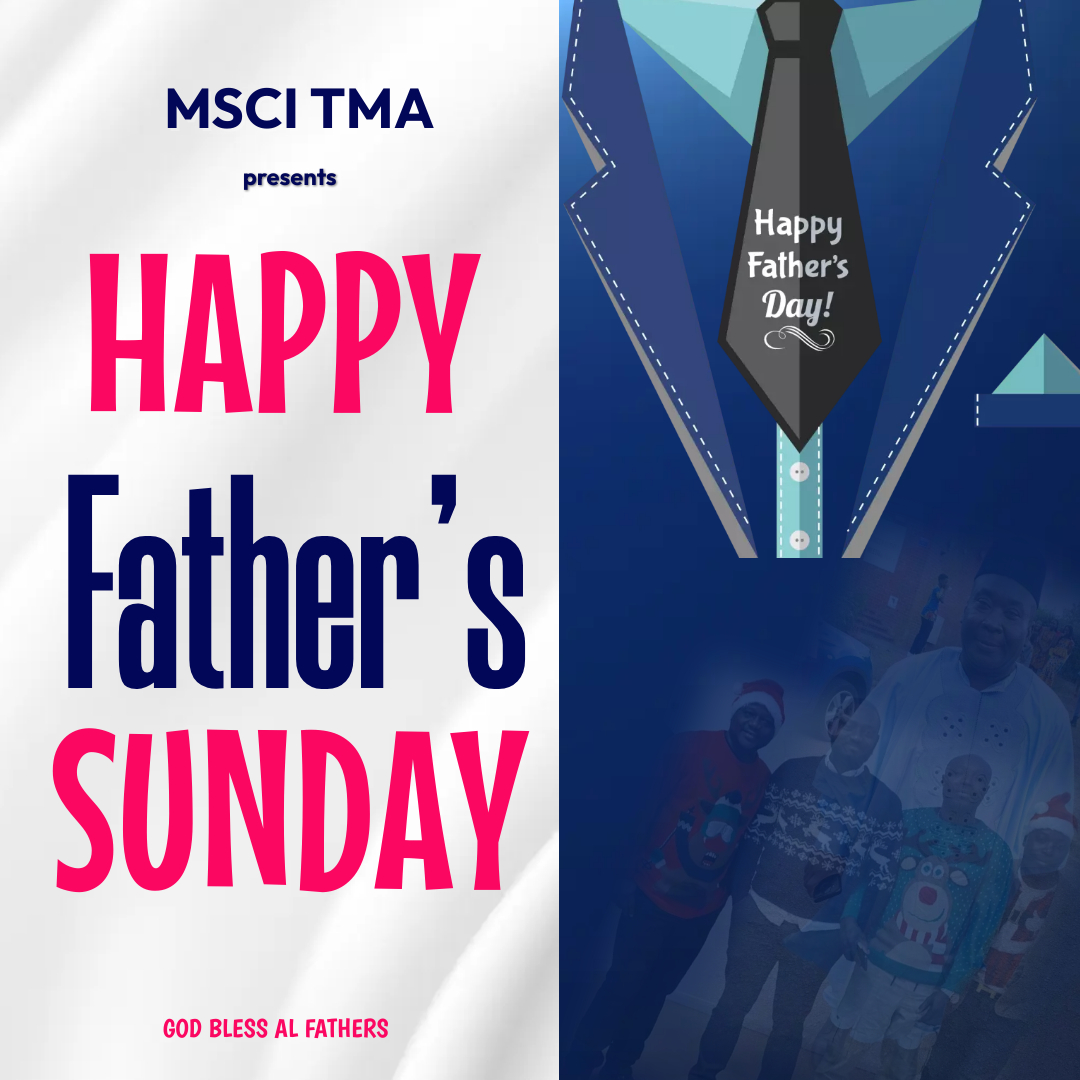 MSCI TMA
presents
HAPPY
Father's
SUNDAY
GOD BLESS AL FATHERS
Happy
Father's
Day!